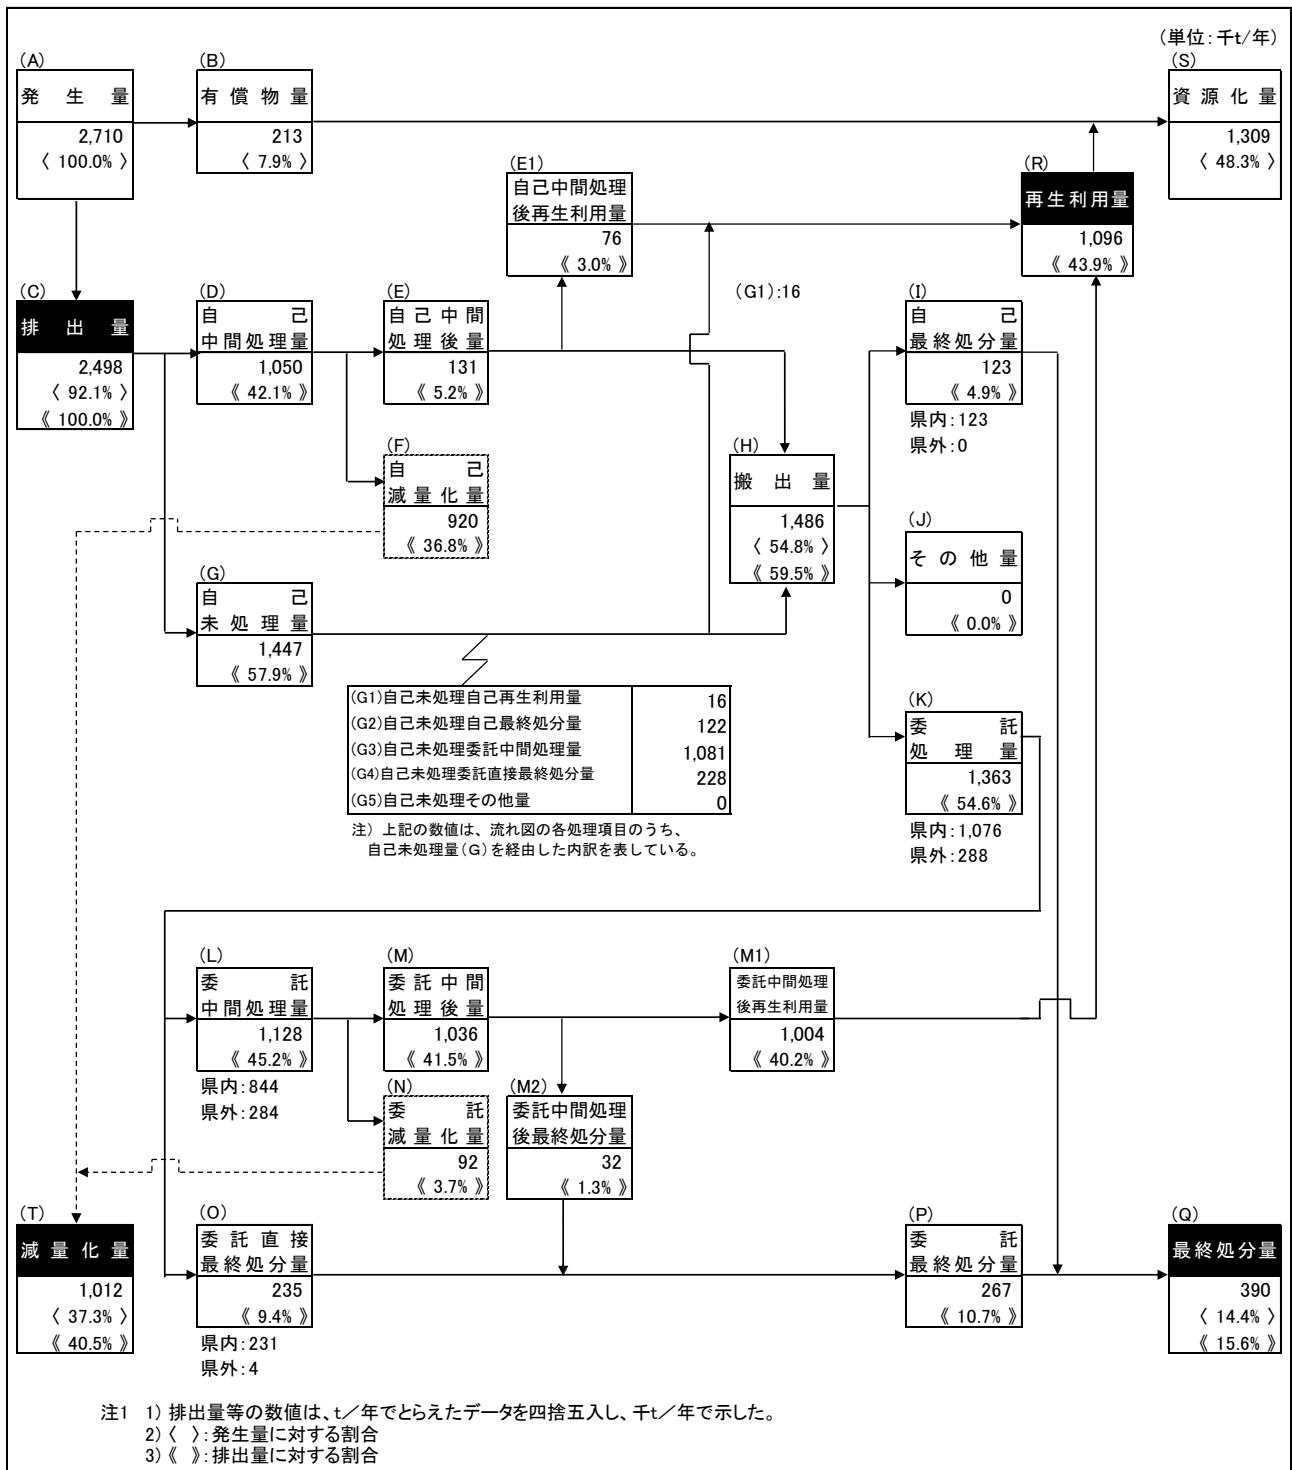 (単位:千t/年)
(A)
発生量
2,710
〈 100.0% 〉
(B)
有償物量
213
〈 7.9% 〉
(S)
資源化量
1,309
〈 48.3% 〉
(E1)
自己中間処理
後再生利用量
76
《 3.0% 》
(R)
再生利用量
1,096
《 43.9% 》
(G1):16
(C)
排出量
2,498
〈 92.1% 〉
《 100.0% 》
(D)
自己
中間処理量
1,050
《 42.1% 》
(E)
自己中間
処理後量
131
《 5.2% 》
(I)
自己
最終処分量
123
《 4.9% 》
県内:123
県外:0
(F)
自己
減量化量
920
《 36.8% 》
(H)
搬出量
1,486
〈 54.8% 〉
《 59.5% 》
(J)
その他量
0
《 0.0% 》
(G)
自己
未処理量
1,447
《 57.9% 》
(G1)自己未処理自己再生利用量 16
(G2)自己未処理自己最終処分量 122
(G3)自己未処理委託中間処理量 1,081
(G4)自己未処理委託直接最終処分量 228
(G5)自己未処理その他量 0
注) 上記の数値は、流れ図の各処理項目のうち、
自己未処理量(G)を経由した内訳を表している。
(K)
委託
処理量
1,363
《 54.6% 》
県内:1,076
県外:288
(L)
委託
中間処理量
1,128
《 45.2% 》
県内:844
県外:284
(M)
委託中間
処理後量
1,036
《 41.5% 》
(M1)
委託中間処理
後再生利用量
1,004
《 40.2% 》
(N)
委託
減量化量
92
《 3.7% 》
(M2)
委託中間処理
後最終処分量
32
《 1.3% 》
(T)
減量化量
1,012
〈 37.3% 〉
《 40.5% 》
(O)
委託直接
最終処分量
235
《 9.4% 》
県内:231
県外:4
(P)
委託
最終処分量
267
《 10.7% 》
(Q)
最終処分量
390
〈 14.4% 〉
《 15.6% 》
注1 1) 排出量等の数値は、t/年でとらえたデータを四捨五入し、千t/年で示した。
2)〈 〉:発生量に対する割合
3)《 》:排出量に対する割合